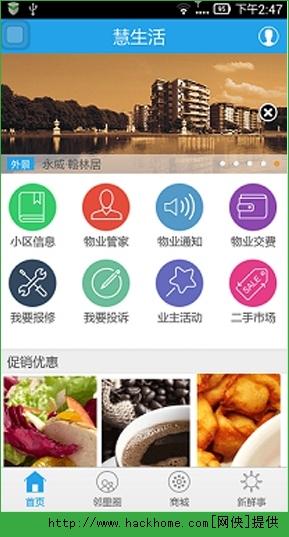 95 下午2:47
慧生活
外景 永威·翰林居
小区信息 物业管家 物业通知 物业交费
我要报修 我要投诉 业主活动 二手市场
SALE
促销优惠
首页 邻里圈 商城 新鲜事
http://www.hackhome.com[网侠]提供